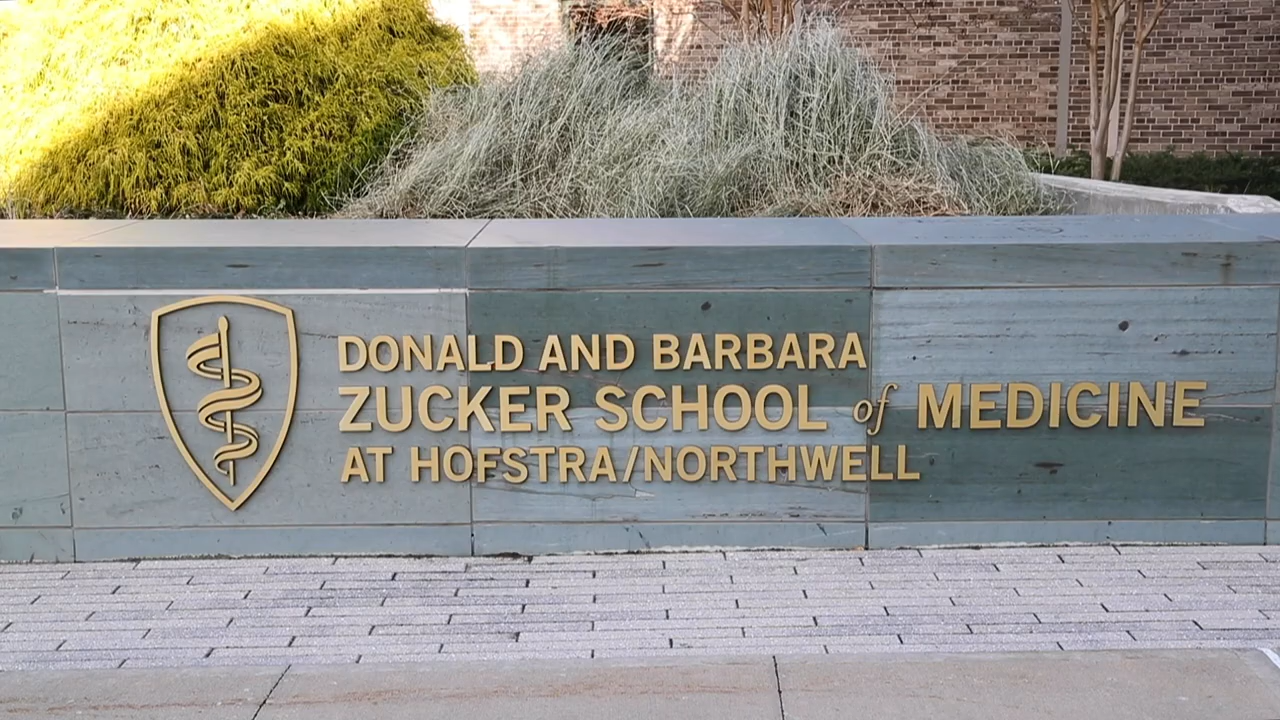 DONALD AND BARBARA
ZUCKER SCHOOL of MEDICINE
AT HOFSTRA/NORTHWELL